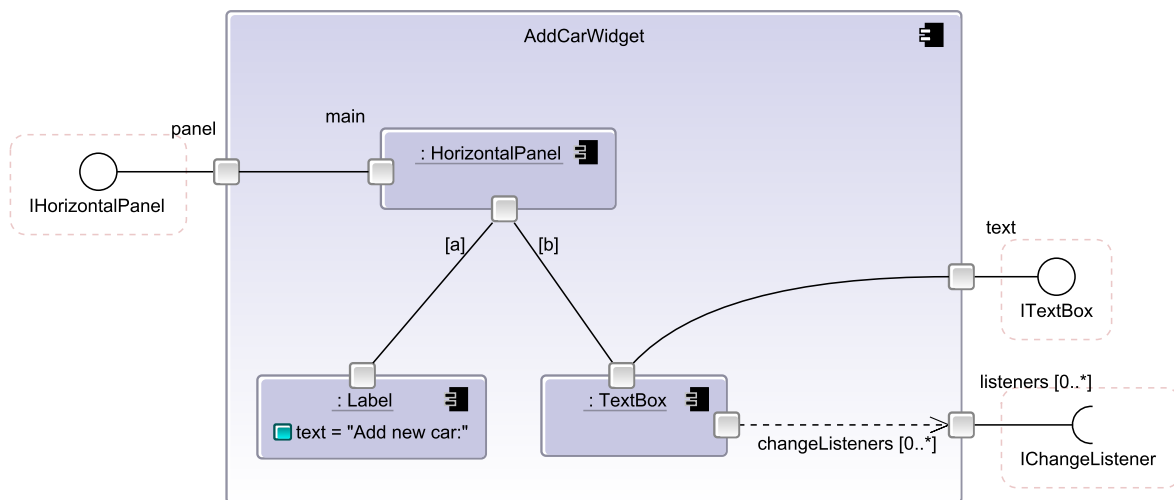 AddCarWidget
panel
main
: HorizontalPanel
IHorizontalPanel
text
[a]
[b]
ITextBox
listeners [0..*]
: Label
: TextBox
text = "Add new car:"
changeListeners [0..*]
IChangeListener